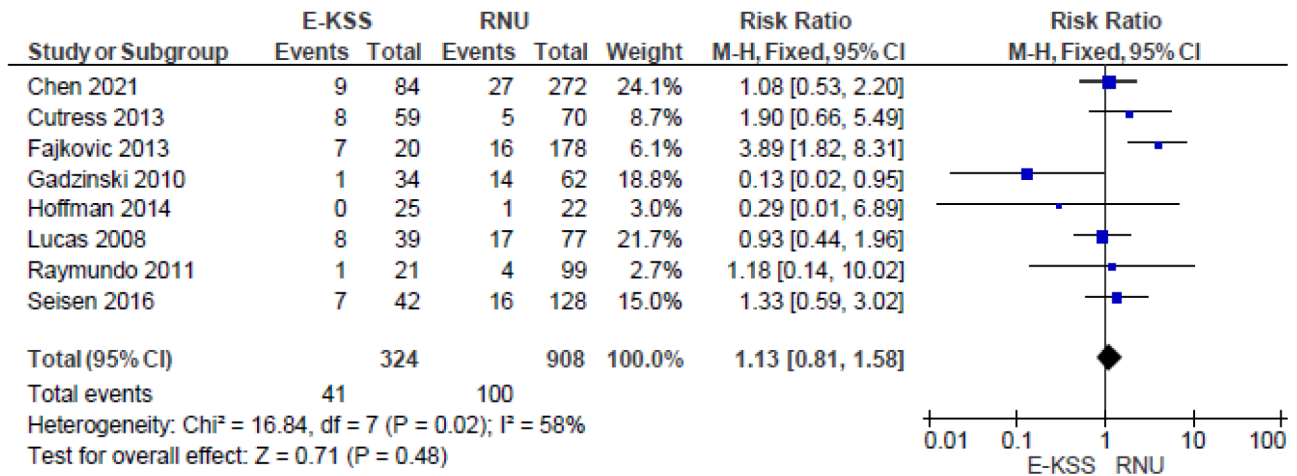 E-KSS RNU Risk Ratio Risk Ratio
Study or Subgroup Events Total Events Total Weight M-H, Fixed, 95% CI M-H, Fixed, 95% CI
Chen 2021 9 84 27 272 24.1% 1.08 [0.53, 2.20]
Cutress 2013 8 59 5 70 8.7% 1.90 [0.66, 5.49]
Fajkovic 2013 7 20 16 178 6.1% 3.89 [1.82, 8.31]
Gadzinski 2010 1 34 14 62 18.8% 0.13 [0.02, 0.95]
Hoffman 2014 0 25 1 22 3.0% 0.29 [0.01, 6.89]
Lucas 2008 8 39 17 77 21.7% 0.93 [0.44, 1.96]
Raymundo 2011 1 21 4 99 2.7% 1.18 [0.14, 10.02]
Seisen 2016 7 42 16 128 15.0% 1.33 [0.59, 3.02]
Total (95% CI) 324 908 100.0% 1.13 [0.81, 1.58]
Total events 41 100
Heterogeneity: Chi² = 16.84, df = 7 (P = 0.02); I² = 58%
Test for overall effect: Z = 0.71 (P = 0.48)
0.01 0.1 1 10 100
E-KSS RNU